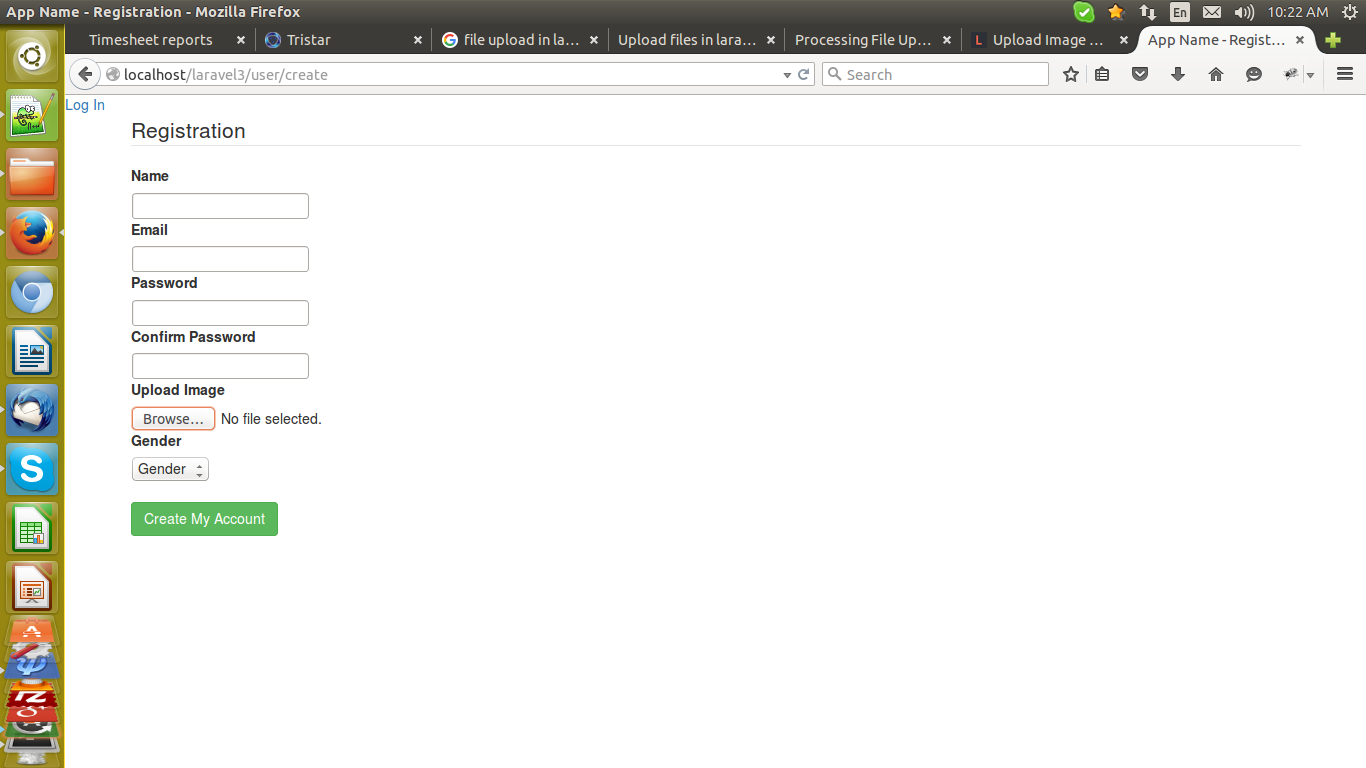 App Name - Registration - Mozilla Firefox
En
10:22 AM
Timesheet reports
Tristar
file upload in la...
Upload files in lara...
Processing File Up...
L Upload Image ...
App Name - Regist...
localhost/laravel3/user/create
Search
Log In
Registration
Name
Email
Password
Confirm Password
Upload Image
Browse...
No file selected.
Gender
Gender
Create My Account